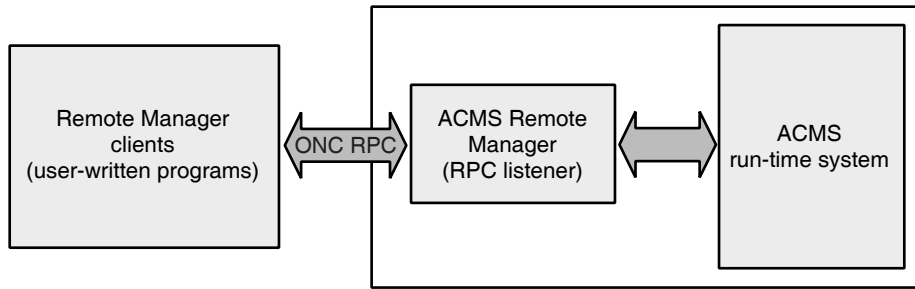 Remote Manager
clients
(user-written programs)
ONC RPC
ACMS Remote
Manager
(RPC listener)
ACMS
run-time system